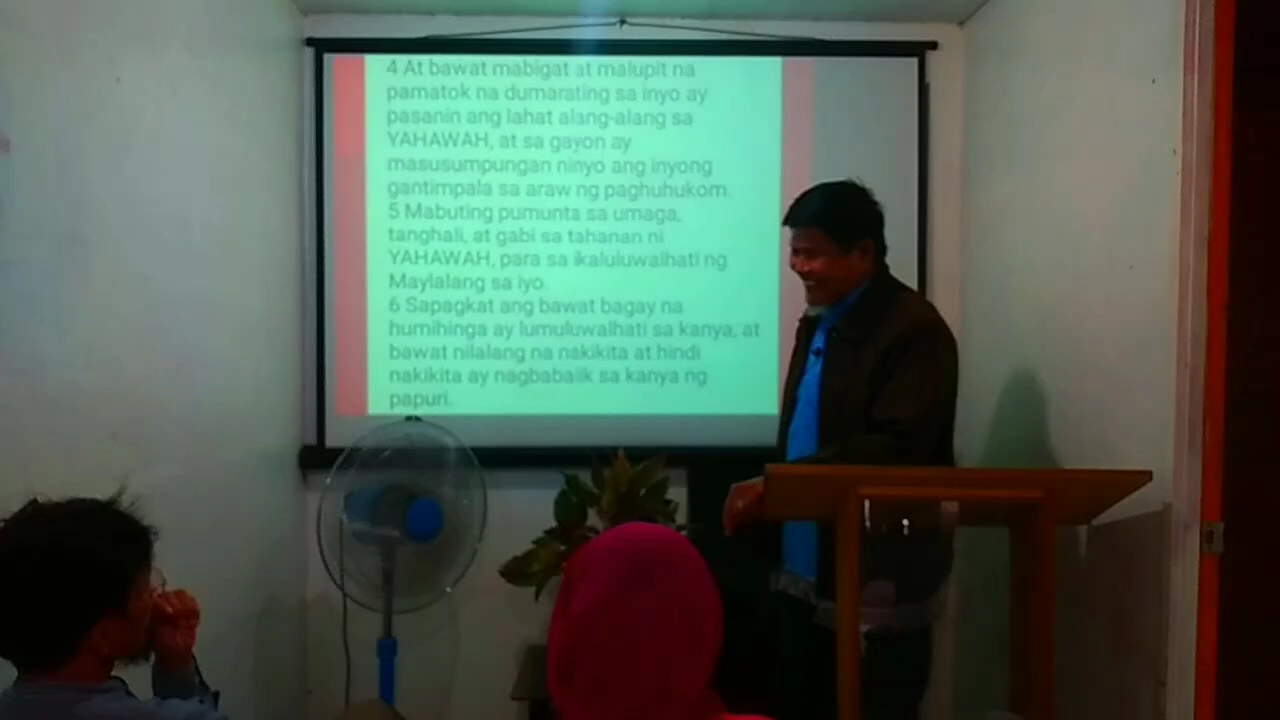 4 At bawat mabigat at malupit na
pamatok na dumarating sa inyo ay
pasanin ang lahat alang-alang sa
YAHAWAH, at sa gayon ay
masusumpungan ninyo ang inyong
gantimpala sa araw ng paghuhukom.
5 Mabuting pumunta sa umaga,
tanghali, at gabi sa tahanan ni
YAHAWAH, para sa ikaluluwalhati ng
Maylalang sa iyo.
6 Sapagkat ang bawat bagay na
humihinga ay lumuluwalhati sa kanya, at
bawat nilalang na nakikita at hindi
nakikita ay nagbabalik sa kanya ng
papuri.